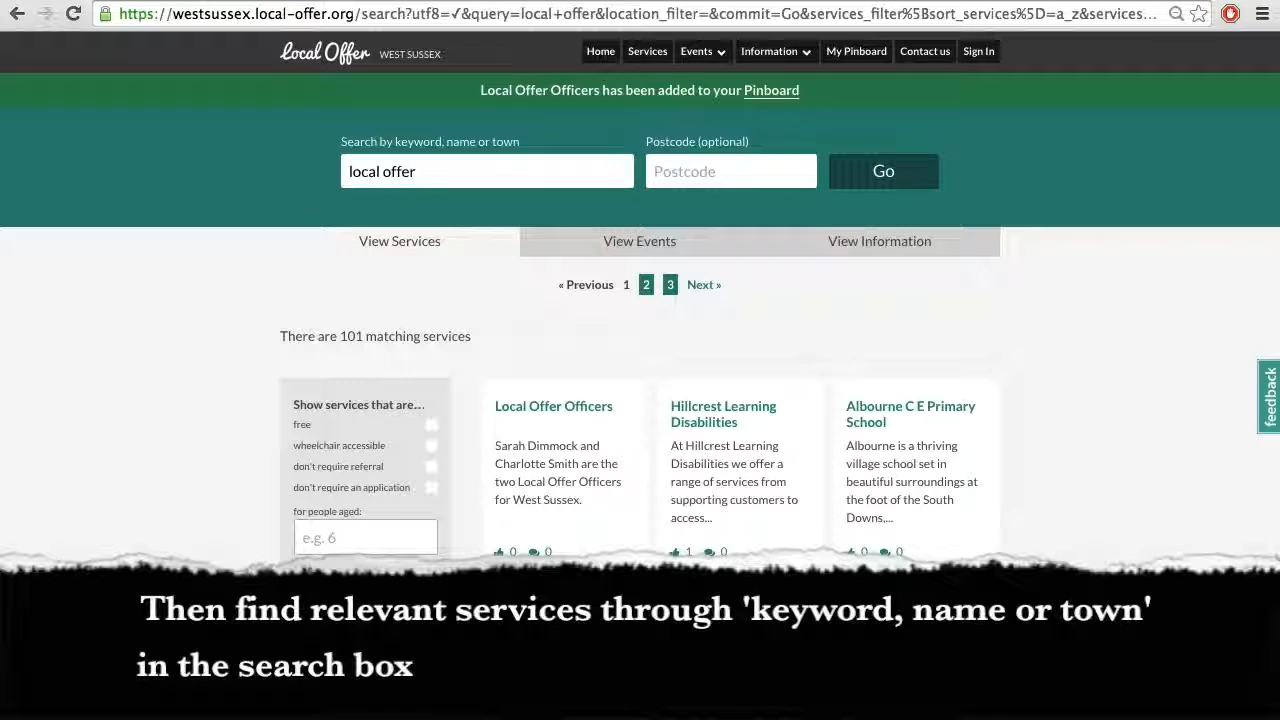 https://westsussex.local-offer.org/search?utf8=✓&query=local+offer&location_filter=&commit=Go&services_filter%5Bsort_services%5D=a_z&services...
Local Offer WEST SUSSEX
Home Services Events Information My Pinboard Contact us Sign In
Local Offer Officers has been added to your Pinboard
Search by keyword, name or town
Postcode (optional)
local offer
Postcode
Go
View Services
View Events
View Information
« Previous 1 2 3 Next »
There are 101 matching services
Show services that are...
free
wheelchair accessible
don't require referral
don't require an application
for people aged:
e.g. 6
Local Offer Officers
Sarah Dimmock and
Charlotte Smith are the
two Local Offer Officers
for West Sussex.
0 0
Hillcrest Learning
Disabilities
At Hillcrest Learning
Disabilities we offer a
range of services from
supporting customers to
access...
1 0
Albourne C E Primary
School
Albourne is a thriving
village school set in
beautiful surroundings at
the foot of the South
Downs,...
0 0
feedback
Then find relevant services through 'keyword, name or town'
in the search box